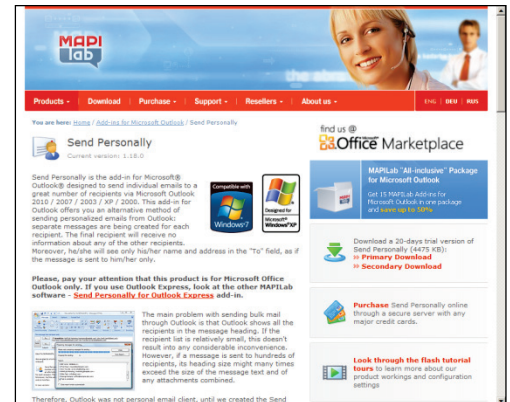 MAPI
lab
the abs
Products - | Download | Purchase - | Support - | Resellers | About us -
ENG | DEU | RUS
You are here: Home / Add-ins for Microsoft Outlook / Send Personally
Send Personally
Current version: 1.18.0
Send Personally is the add-in for Microsoft®
Outlook® designed to send individual emails to a
great number of recipients via Microsoft Outlook
2010 / 2007 / 2003 / XP / 2000. This add-in for
Outlook offers you an alternative method of
sending personalized emails from Outlook:
separate messages are being created for each
recipient. The final recipient will receive no
information about any of the other recipients.
Moreover, he/she will see only his/her name and address in the "To" field, as if
the message is sent to him/her only.
Compatible with
Windows®7
Designed for
Microsoft®
Windows®XP
Please, pay your attention that this product is for Microsoft Office
Outlook only. If you use Outlook Express, look at the other MAPILab
software - Send Personally for Outlook Express add-in.
The main problem with sending bulk mail
through Outlook is that Outlook shows all the
recipients in the message heading. If the
recipient list is relatively small, this doesn't
result into any considerable inconvenience.
However, if a message is sent to hundreds of
recipients, its heading size might many times
exceed the size of the message text and of
any attachments combined.
Therefore, Outlook was not personal email client, until we created the Send
find us @
Office Marketplace
MAPILab "All-inclusive" Package
for Microsoft Outlook
Get 15 MAPILab Add-ins for
Microsoft Outlook in one package
and save up to 50%
Download a 20-days trial version of
Send Personally (4475 KB):
» Primary Download
» Secondary Download
Purchase Send Personally online
through a secure server with any
major credit cards.
Look through the flash tutorial
tours to learn more about our
product workings and configuration
settings